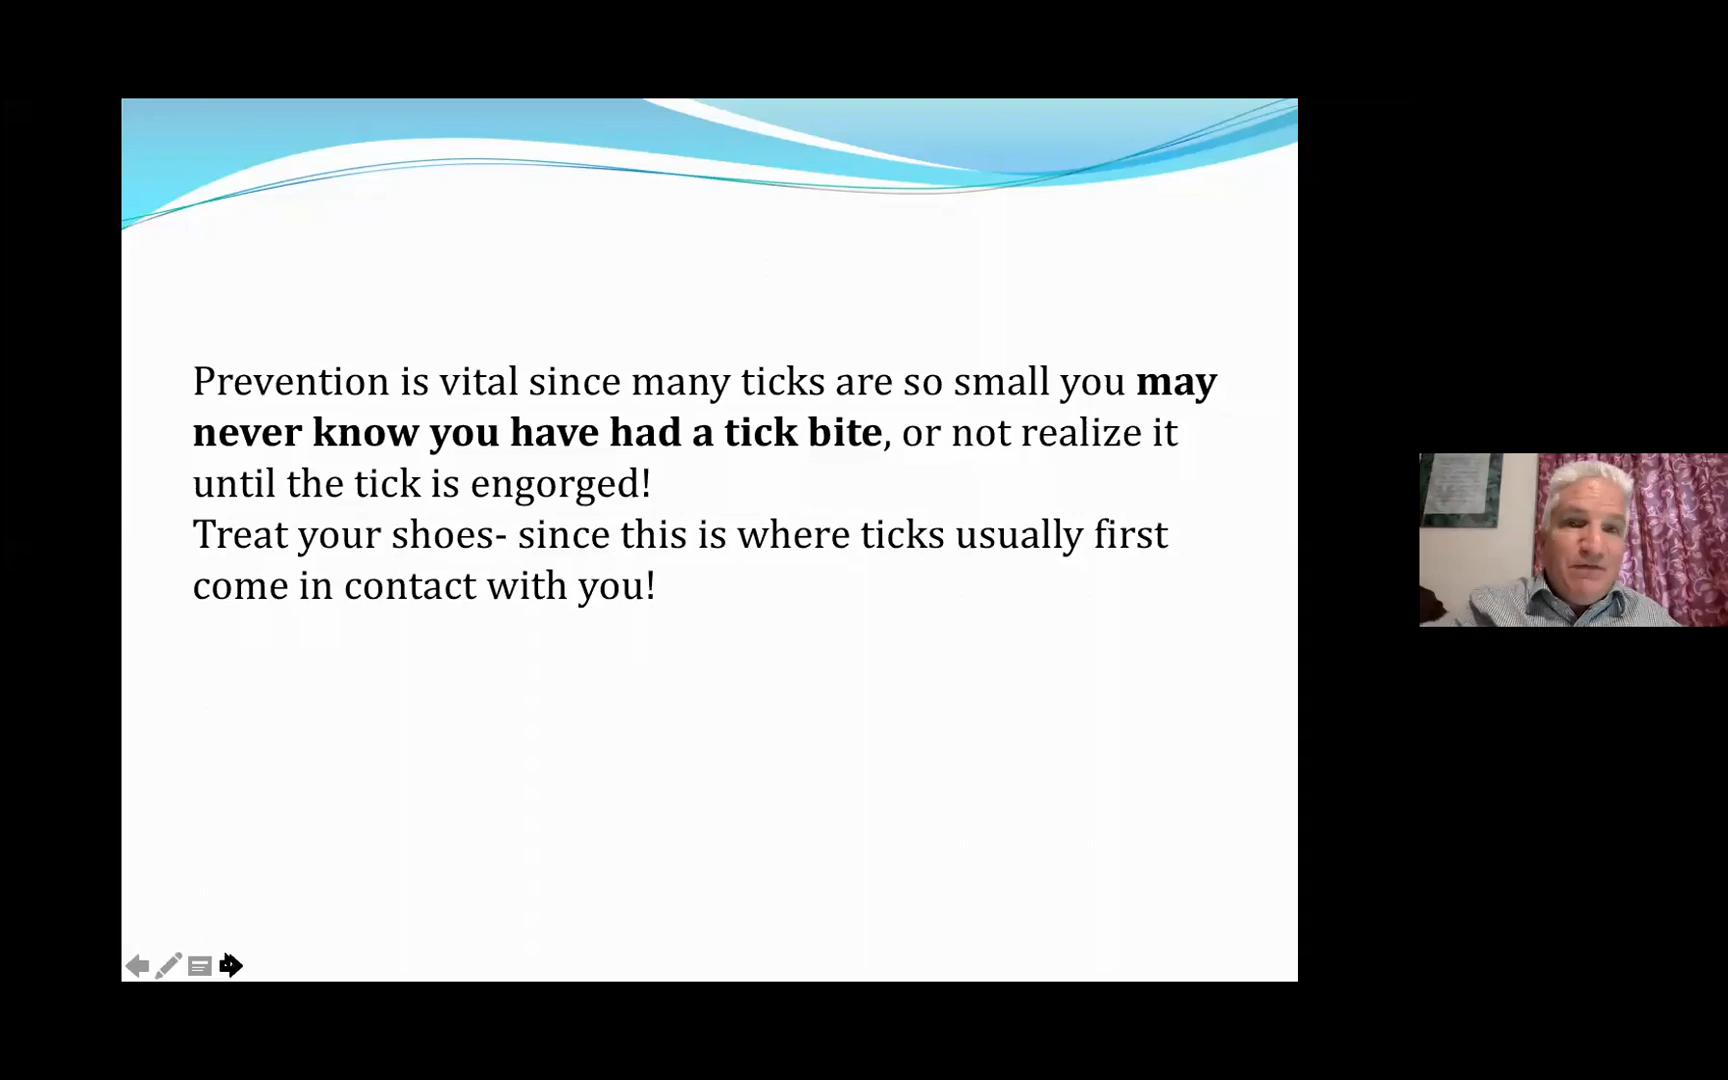 Prevention is vital since many ticks are so small you may
never know you have had a tick bite, or not realize it
until the tick is engorged!
Treat your shoes- since this is where ticks usually first
come in contact with you!